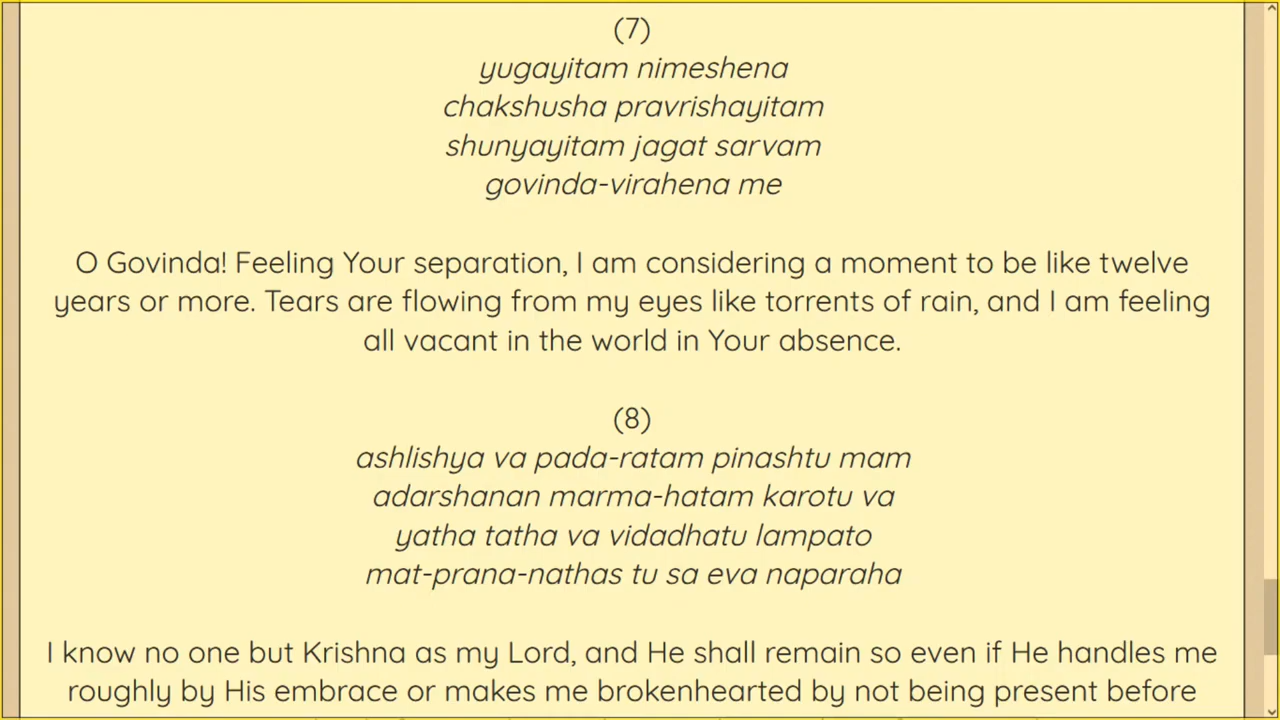 (7)
yugayitam nimeshena
chakshusha pravrishayitam
shunyayitam jagat sarvam
govinda-virahena me
O Govinda! Feeling Your separation, I am considering a moment to be like twelve
years or more. Tears are flowing from my eyes like torrents of rain, and I am feeling
all vacant in the world in Your absence.
(8)
ashlishya va pada-ratam pinashtu mam
adarshanan marma-hatam karotu va
yatha tatha va vidadhatu lampato
mat-prana-nathas tu sa eva naparaha
I know no one but Krishna as my Lord, and He shall remain so even if He handles me
roughly by His embrace or makes me brokenhearted by not being present before